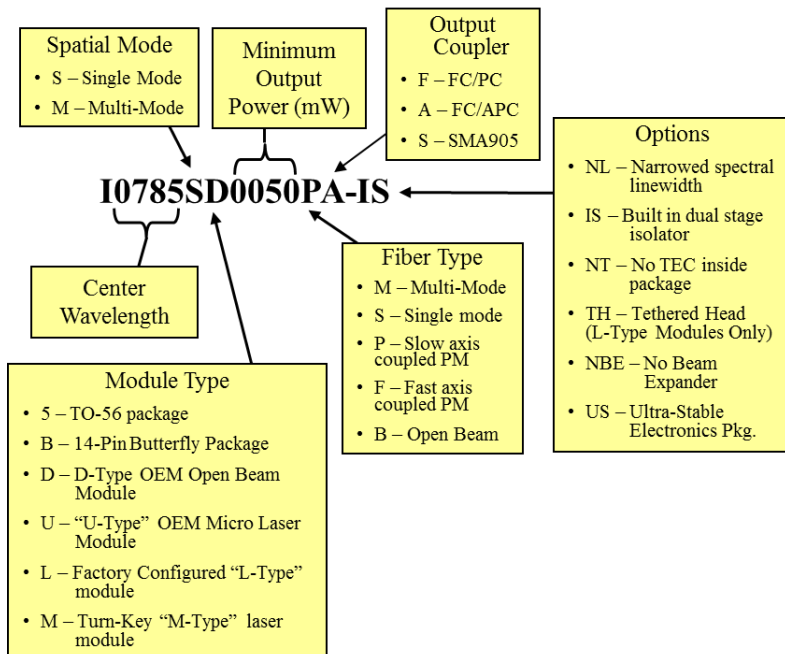 Spatial Mode
• S – Single Mode
• M – Multi-Mode
Minimum
Output
Power (mW)
Output
Coupler
• F – FC/PC
• A – FC/APC
• S – SMA905
I0785SD0050PA-IS
Options
• NL – Narrowed spectral
linewidth
• IS – Built in dual stage
isolator
• NT – No TEC inside
package
• TH – Tethered Head
(L-Type Modules Only)
• NBE – No Beam
Expander
• US – Ultra-Stable
Electronics Pkg.
Center
Wavelength
Fiber Type
• M – Multi-Mode
• S – Single mode
• P – Slow axis
coupled PM
• F – Fast axis
coupled PM
• B – Open Beam
Module Type
• 5 – TO-56 package
• B – 14-Pin Butterfly Package
• D – D-Type OEM Open Beam
Module
• U – “U-Type” OEM Micro Laser
Module
• L – Factory Configured “L-Type”
module
• M – Turn-Key “M-Type” laser
module